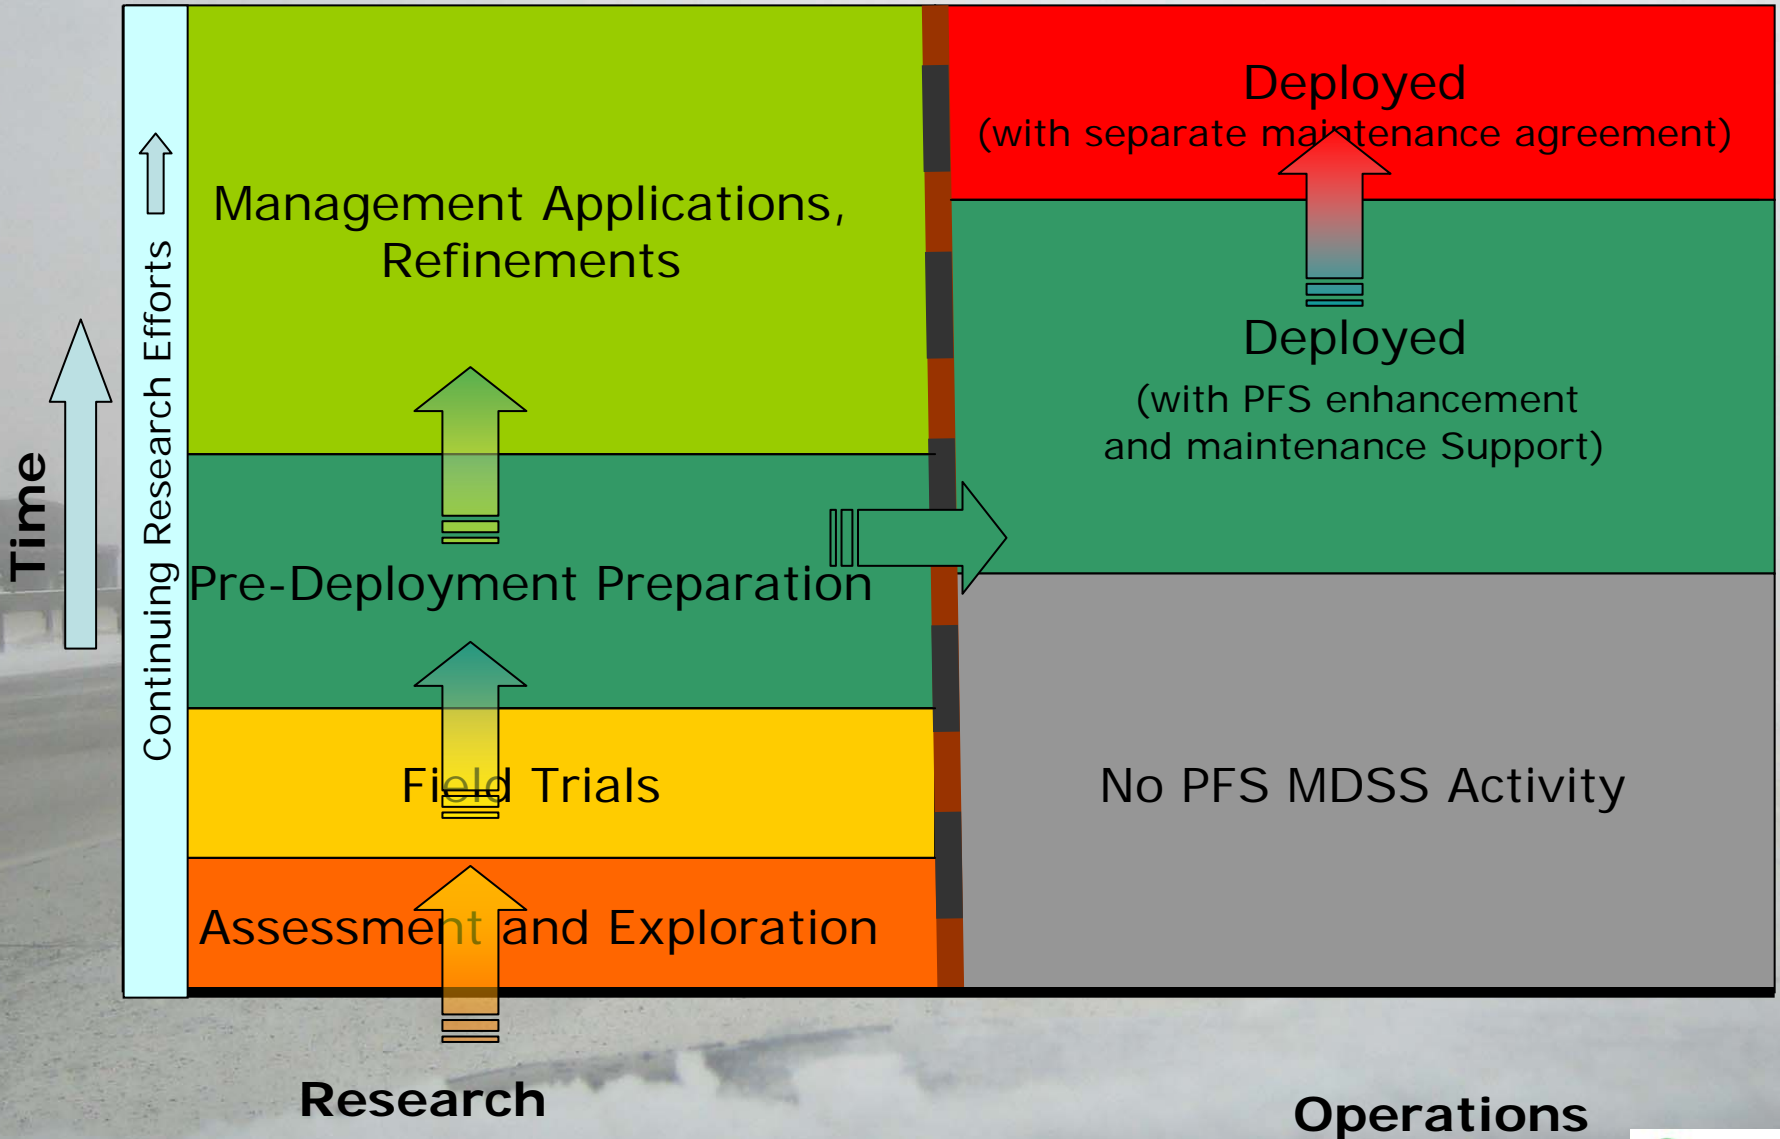 Time
Continuing Research Efforts
Management Applications,
Refinements
Pre-Deployment Preparation
Field Trials
Assessment and Exploration
Deployed
(with separate maintenance agreement)
Deployed
(with PFS enhancement
and maintenance Support)
No PFS MDSS Activity
Research
Operations